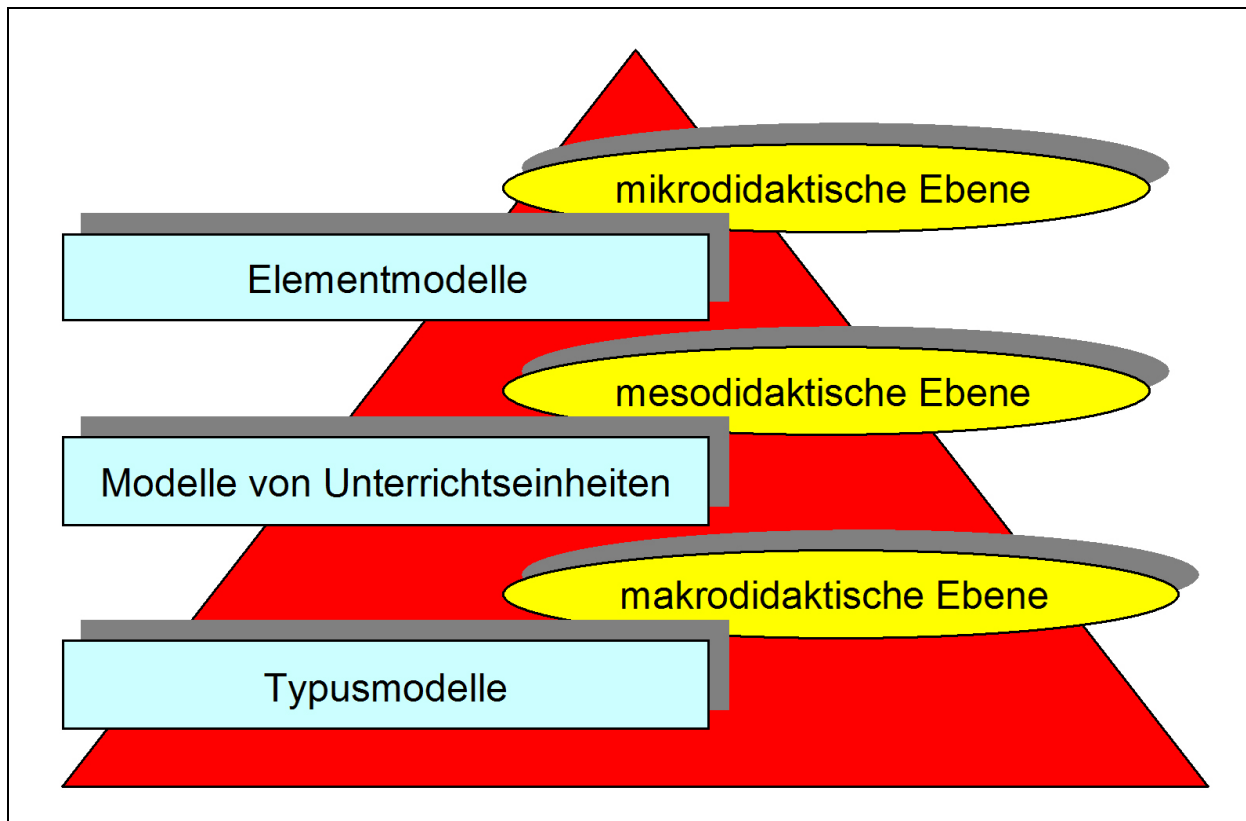 mikrodidaktische Ebene
Elementmodelle
mesodidaktische Ebene
Modelle von Unterrichtseinheiten
makrodidaktische Ebene
Typusmodelle